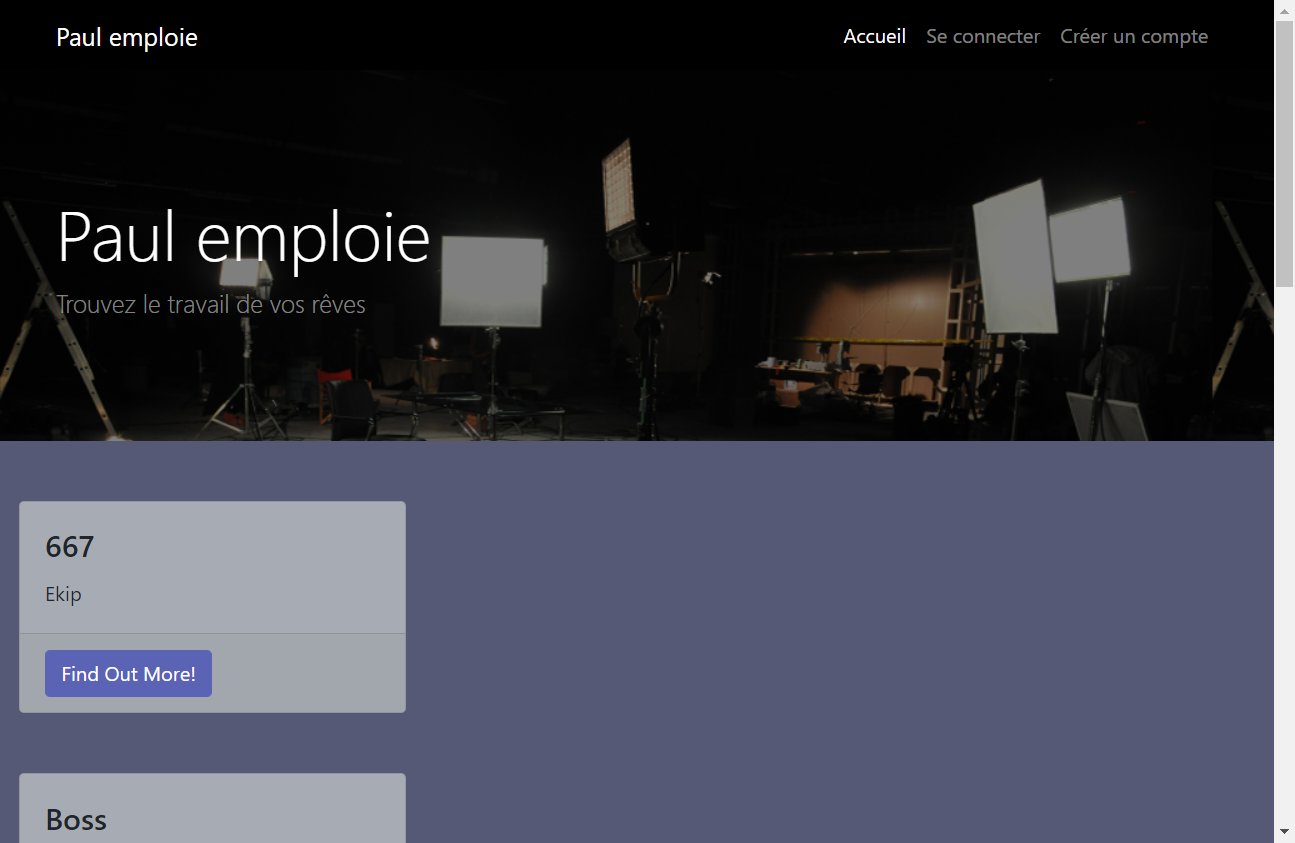 Paul emploie
Accueil Se connecter Créer un compte
Paul emploie
Trouvez le travail de vos rêves
667
Ekip
Find Out More!
Boss